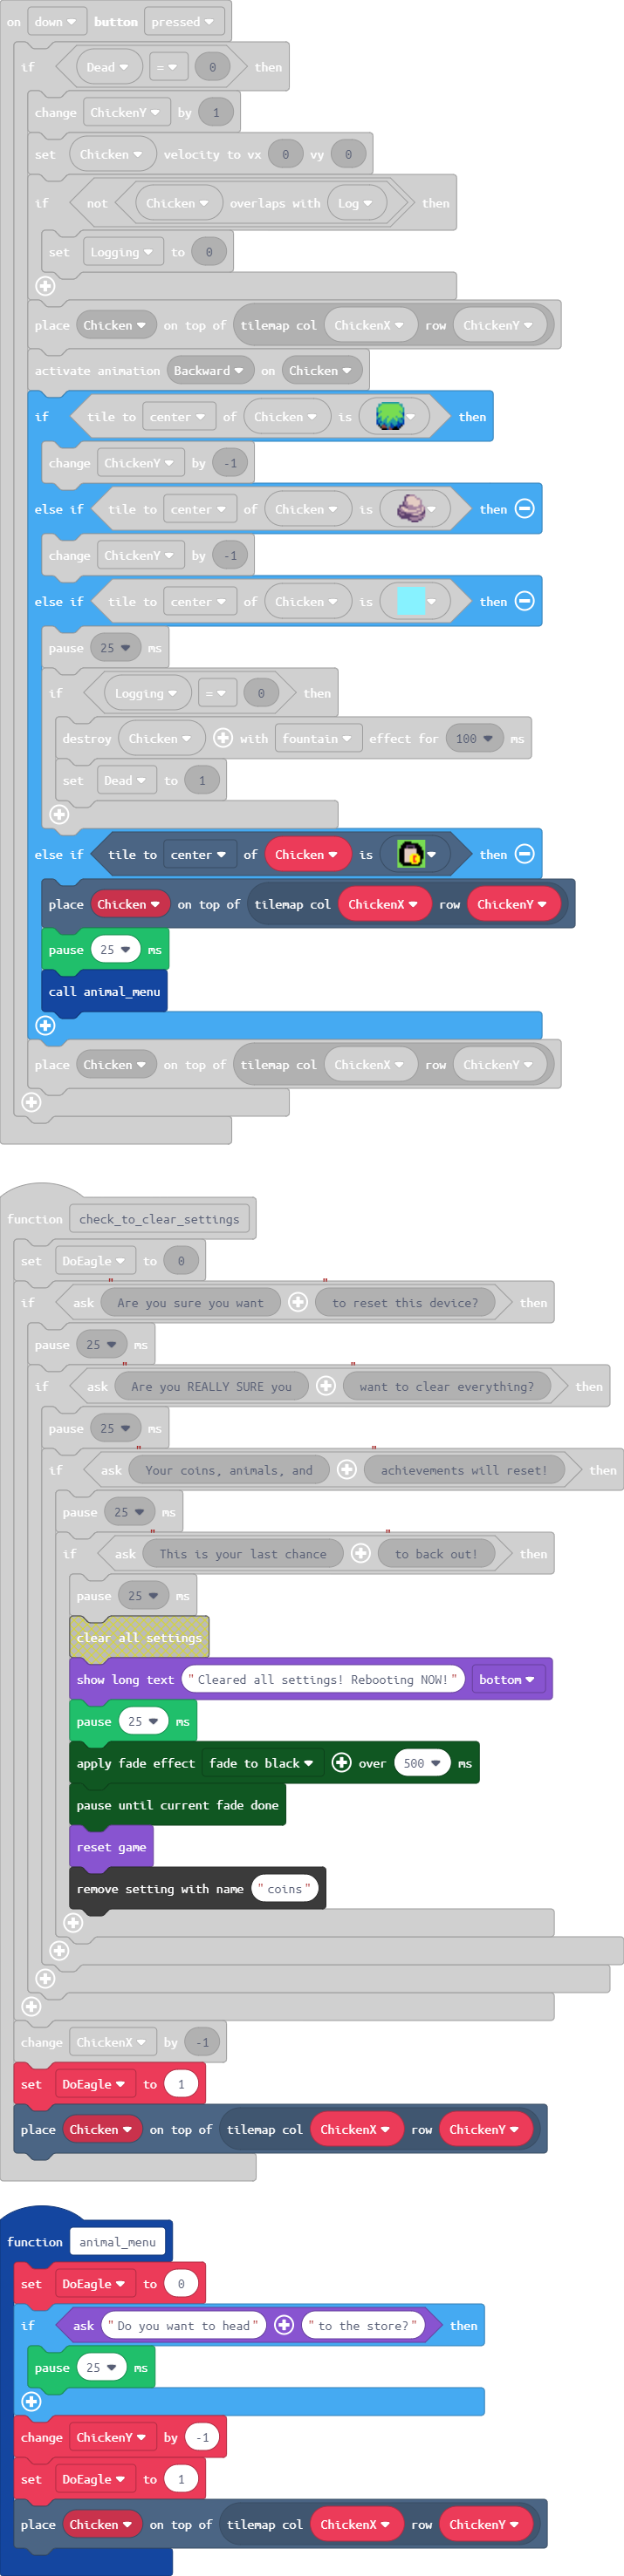 on down button pressed
if Dead = 0 then
change ChickenY by 1
set Chicken velocity to vx 0 vy 0
if not Chicken overlaps with Log then
set Logging to 0
place Chicken on top of tilemap col ChickenX row ChickenY
activate animation Backward on Chicken
if tile to center of Chicken is then
change ChickenY by -1
else if tile to center of Chicken is then
change ChickenY by -1
else if tile to center of Chicken is then
pause 25 ms
if Logging = 0 then
destroy Chicken with fountain effect for 100 ms
set Dead to 1
else if tile to center of Chicken is then
place Chicken on top of tilemap col ChickenX row ChickenY
pause 25 ms
call animal_menu
place Chicken on top of tilemap col ChickenX row ChickenY
function check_to_clear_settings
set DoEagle to 0
if ask "Are you sure you want" "to reset this device?" then
pause 25 ms
if ask "Are you REALLY SURE you" "want to clear everything?" then
pause 25 ms
if ask "Your coins, animals, and" "achievements will reset!" then
pause 25 ms
if ask "This is your last chance" "to back out!" then
pause 25 ms
clear all settings
show long text "Cleared all settings! Rebooting NOW!" bottom
pause 25 ms
apply fade effect fade to black over 500 ms
pause until current fade done
reset game
remove setting with name "coins"
change ChickenX by -1
set DoEagle to 1
place Chicken on top of tilemap col ChickenX row ChickenY
function animal_menu
set DoEagle to 0
if ask "Do you want to head" "to the store?" then
pause 25 ms
change ChickenY by -1
set DoEagle to 1
place Chicken on top of tilemap col ChickenX row ChickenY